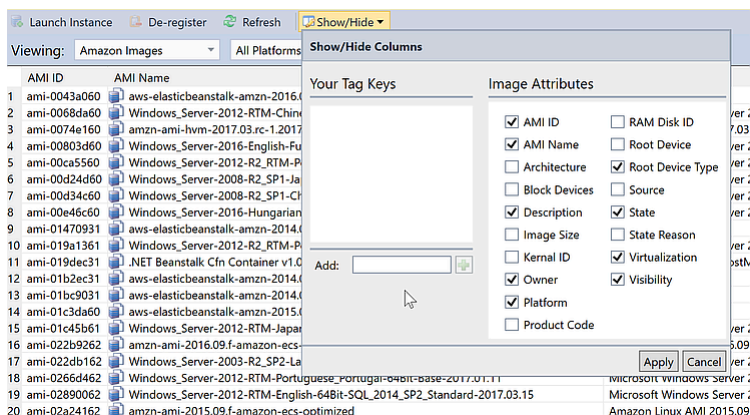 Launch Instance De-register Refresh Show/Hide
Viewing: Amazon Images All Platforms
Show/Hide Columns
Your Tag Keys
Add:
Image Attributes
AMI ID RAM Disk ID
AMI Name Root Device
Architecture Root Device Type
Block Devices Source
Description State
Image Size State Reason
Kernal ID Virtualization
Owner Visibility
Platform
Product Code
Apply Cancel
AMI ID AMI Name
1 ami-0043a060 aws-elasticbeanstalk-amzn-2016.0
2 ami-0068da60 Windows_Server-2012-RTM-Chine
3 ami-0074e160 amzn-ami-hvm-2017.03.rc-1.2017
4 ami-00803d60 Windows_Server-2016-English-Fu
5 ami-00ca5560 Windows_Server-2012-R2_RTM-P
6 ami-00d24d60 Windows_Server-2008-R2_SP1-Ja
7 ami-00d34c60 Windows_Server-2008-R2_SP1-Ch
8 ami-00e46c60 Windows_Server-2016-Hungarian
9 ami-01470931 aws-elasticbeanstalk-amzn-2014.0
10 ami-019a1361 Windows_Server-2012-R2_RTM-P
11 ami-019dec31 .NET Beanstalk Cfn Container v1.0
12 ami-01b2ec31 aws-elasticbeanstalk-amzn-2014.0
13 ami-01bc9031 aws-elasticbeanstalk-amzn-2014.0
14 ami-01c3da60 aws-elasticbeanstalk-amzn-2015.0
15 ami-01c45b61 Windows_Server-2012-RTM-Japan
16 ami-022b9262 amzn-ami-2016.09.f-amazon-ecs-
17 ami-022db162 Windows_Server-2003-R2_SP2-La
18 ami-0266d462 Windows_Server-2012-RTM-Portuguese_Portugal-64Bit-Base-2017.01.11 Microsoft Windows Server 2
19 ami-02890062 Windows_Server-2012-RTM-English-64Bit-SQL_2014_SP2_Standard-2017.03.15 Microsoft Windows Server 2
20 ami-02a24162 amzn-ami-2015.09.f-amazon-ecs-optimized Amazon Linux AMI 2015.09